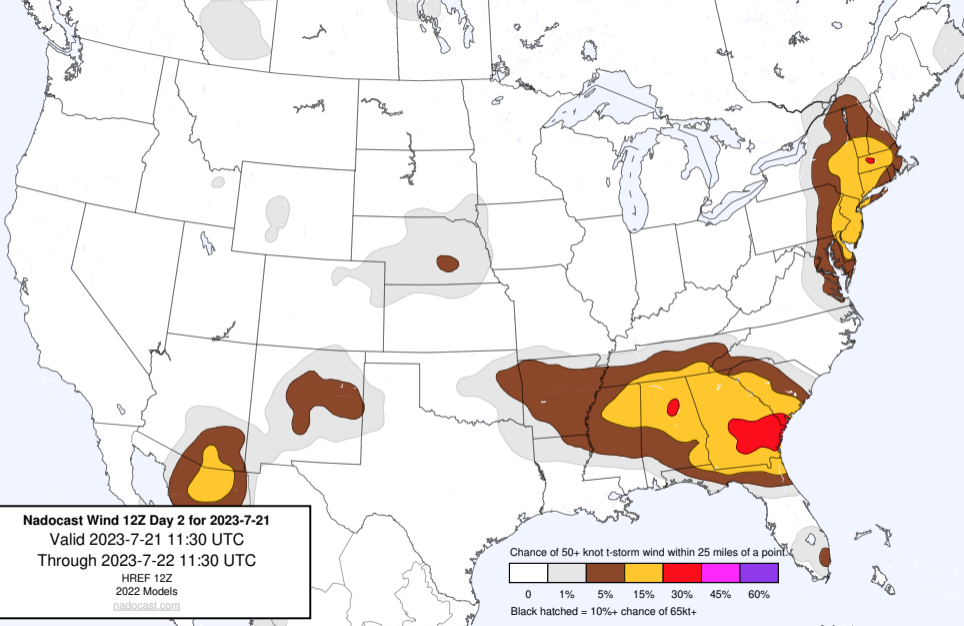 Nadocast Wind 12Z Day 2 for 2023-7-21
Valid 2023-7-21 11:30 UTC
Through 2023-7-22 11:30 UTC
HREF 12Z
2022 Models
nadocast.com
Chance of 50+ knot t-storm wind within 25 miles of a point.
0 1% 5% 15% 30% 45% 60%
Black hatched = 10%+ chance of 65kt+